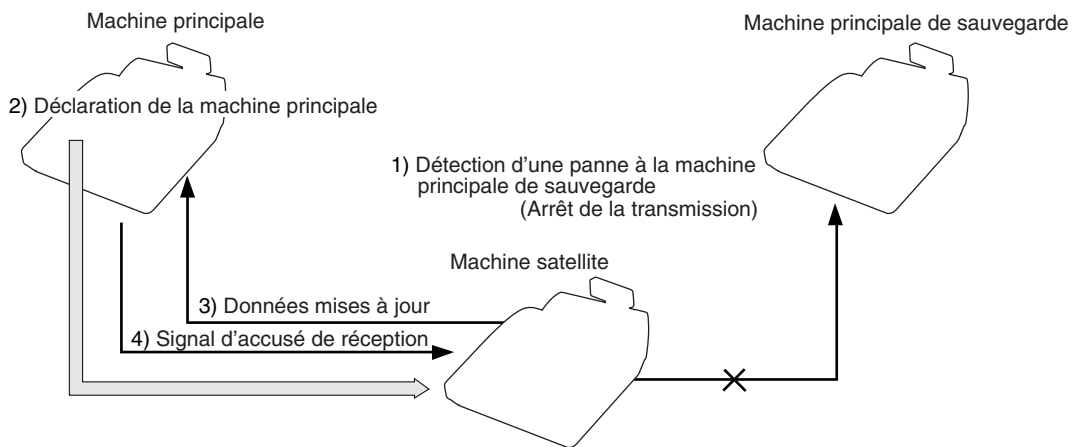 Machine principale
Machine principale de sauvegarde
2) Déclaration de la machine principale
1) Détection d’une panne à la machine
principale de sauvegarde
(Arrêt de la transmission)
Machine satellite
3) Données mises à jour
4) Signal d’accusé de réception